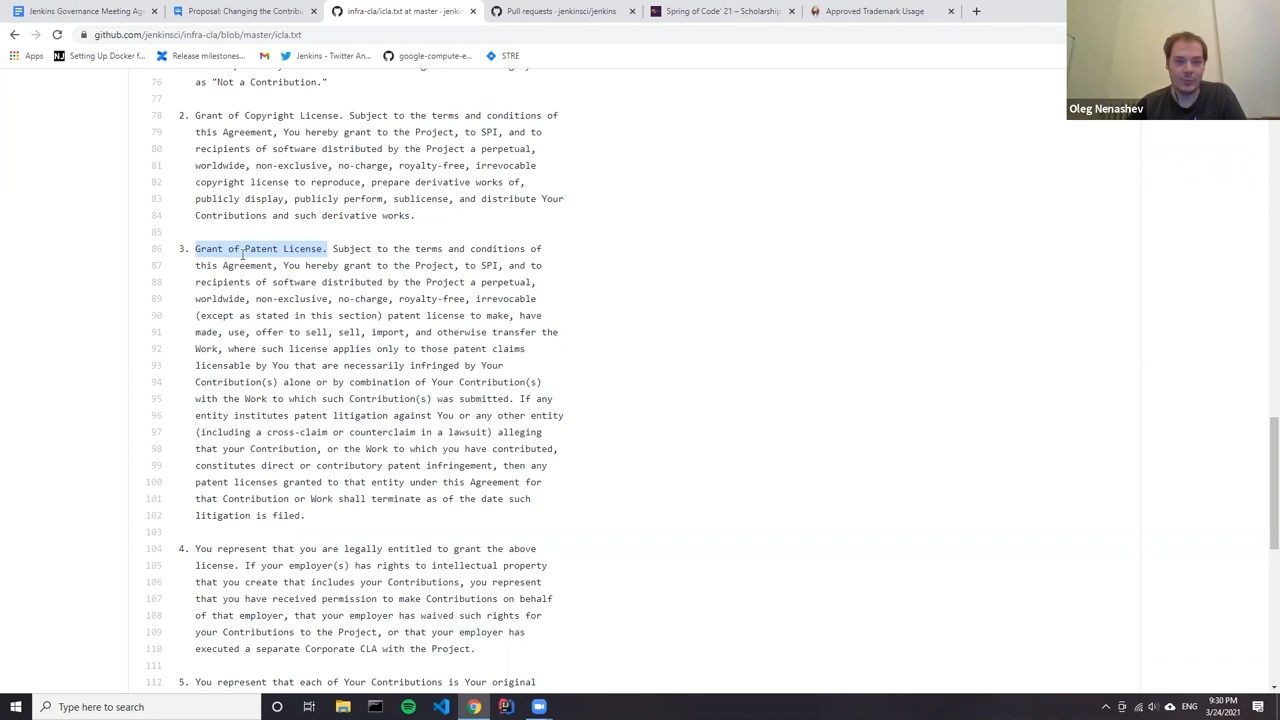 Jenkins Governance Meeting Ag
Proposal: Changing the Contribu
infra-cla/icla.txt at master · jenkin
Pull requests · jenkinsci/jenkins
Spring of Code' 21 – Scholarship
Approved Trademark Usage
github.com/jenkinsci/infra-cla/blob/master/icla.txt
Apps
Setting Up Docker f...
Release milestones...
Jenkins - Twitter An...
google-compute-e...
STRE
Oleg Nenashev
76 as "Not a Contribution."
77
78 2. Grant of Copyright License. Subject to the terms and conditions of
79 this Agreement, You hereby grant to the Project, to SPI, and to
80 recipients of software distributed by the Project a perpetual,
81 worldwide, non-exclusive, no-charge, royalty-free, irrevocable
82 copyright license to reproduce, prepare derivative works of,
83 publicly display, publicly perform, sublicense, and distribute Your
84 Contributions and such derivative works.
85
86 3. Grant of Patent License. Subject to the terms and conditions of
87 this Agreement, You hereby grant to the Project, to SPI, and to
88 recipients of software distributed by the Project a perpetual,
89 worldwide, non-exclusive, no-charge, royalty-free, irrevocable
90 (except as stated in this section) patent license to make, have
91 made, use, offer to sell, sell, import, and otherwise transfer the
92 Work, where such license applies only to those patent claims
93 licensable by You that are necessarily infringed by Your
94 Contribution(s) alone or by combination of Your Contribution(s)
95 with the Work to which such Contribution(s) was submitted. If any
96 entity institutes patent litigation against You or any other entity
97 (including a cross-claim or counterclaim in a lawsuit) alleging
98 that your Contribution, or the Work to which you have contributed,
99 constitutes direct or contributory patent infringement, then any
100 patent licenses granted to that entity under this Agreement for
101 that Contribution or Work shall terminate as of the date such
102 litigation is filed.
103
104 4. You represent that you are legally entitled to grant the above
105 license. If your employer(s) has rights to intellectual property
106 that you create that includes your Contributions, you represent
107 that you have received permission to make Contributions on behalf
108 of that employer, that your employer has waived such rights for
109 your Contributions to the Project, or that your employer has
110 executed a separate Corporate CLA with the Project.
111
112 5. You represent that each of Your Contributions is Your original
Type here to search
ENG
9:30 PM
3/24/2021